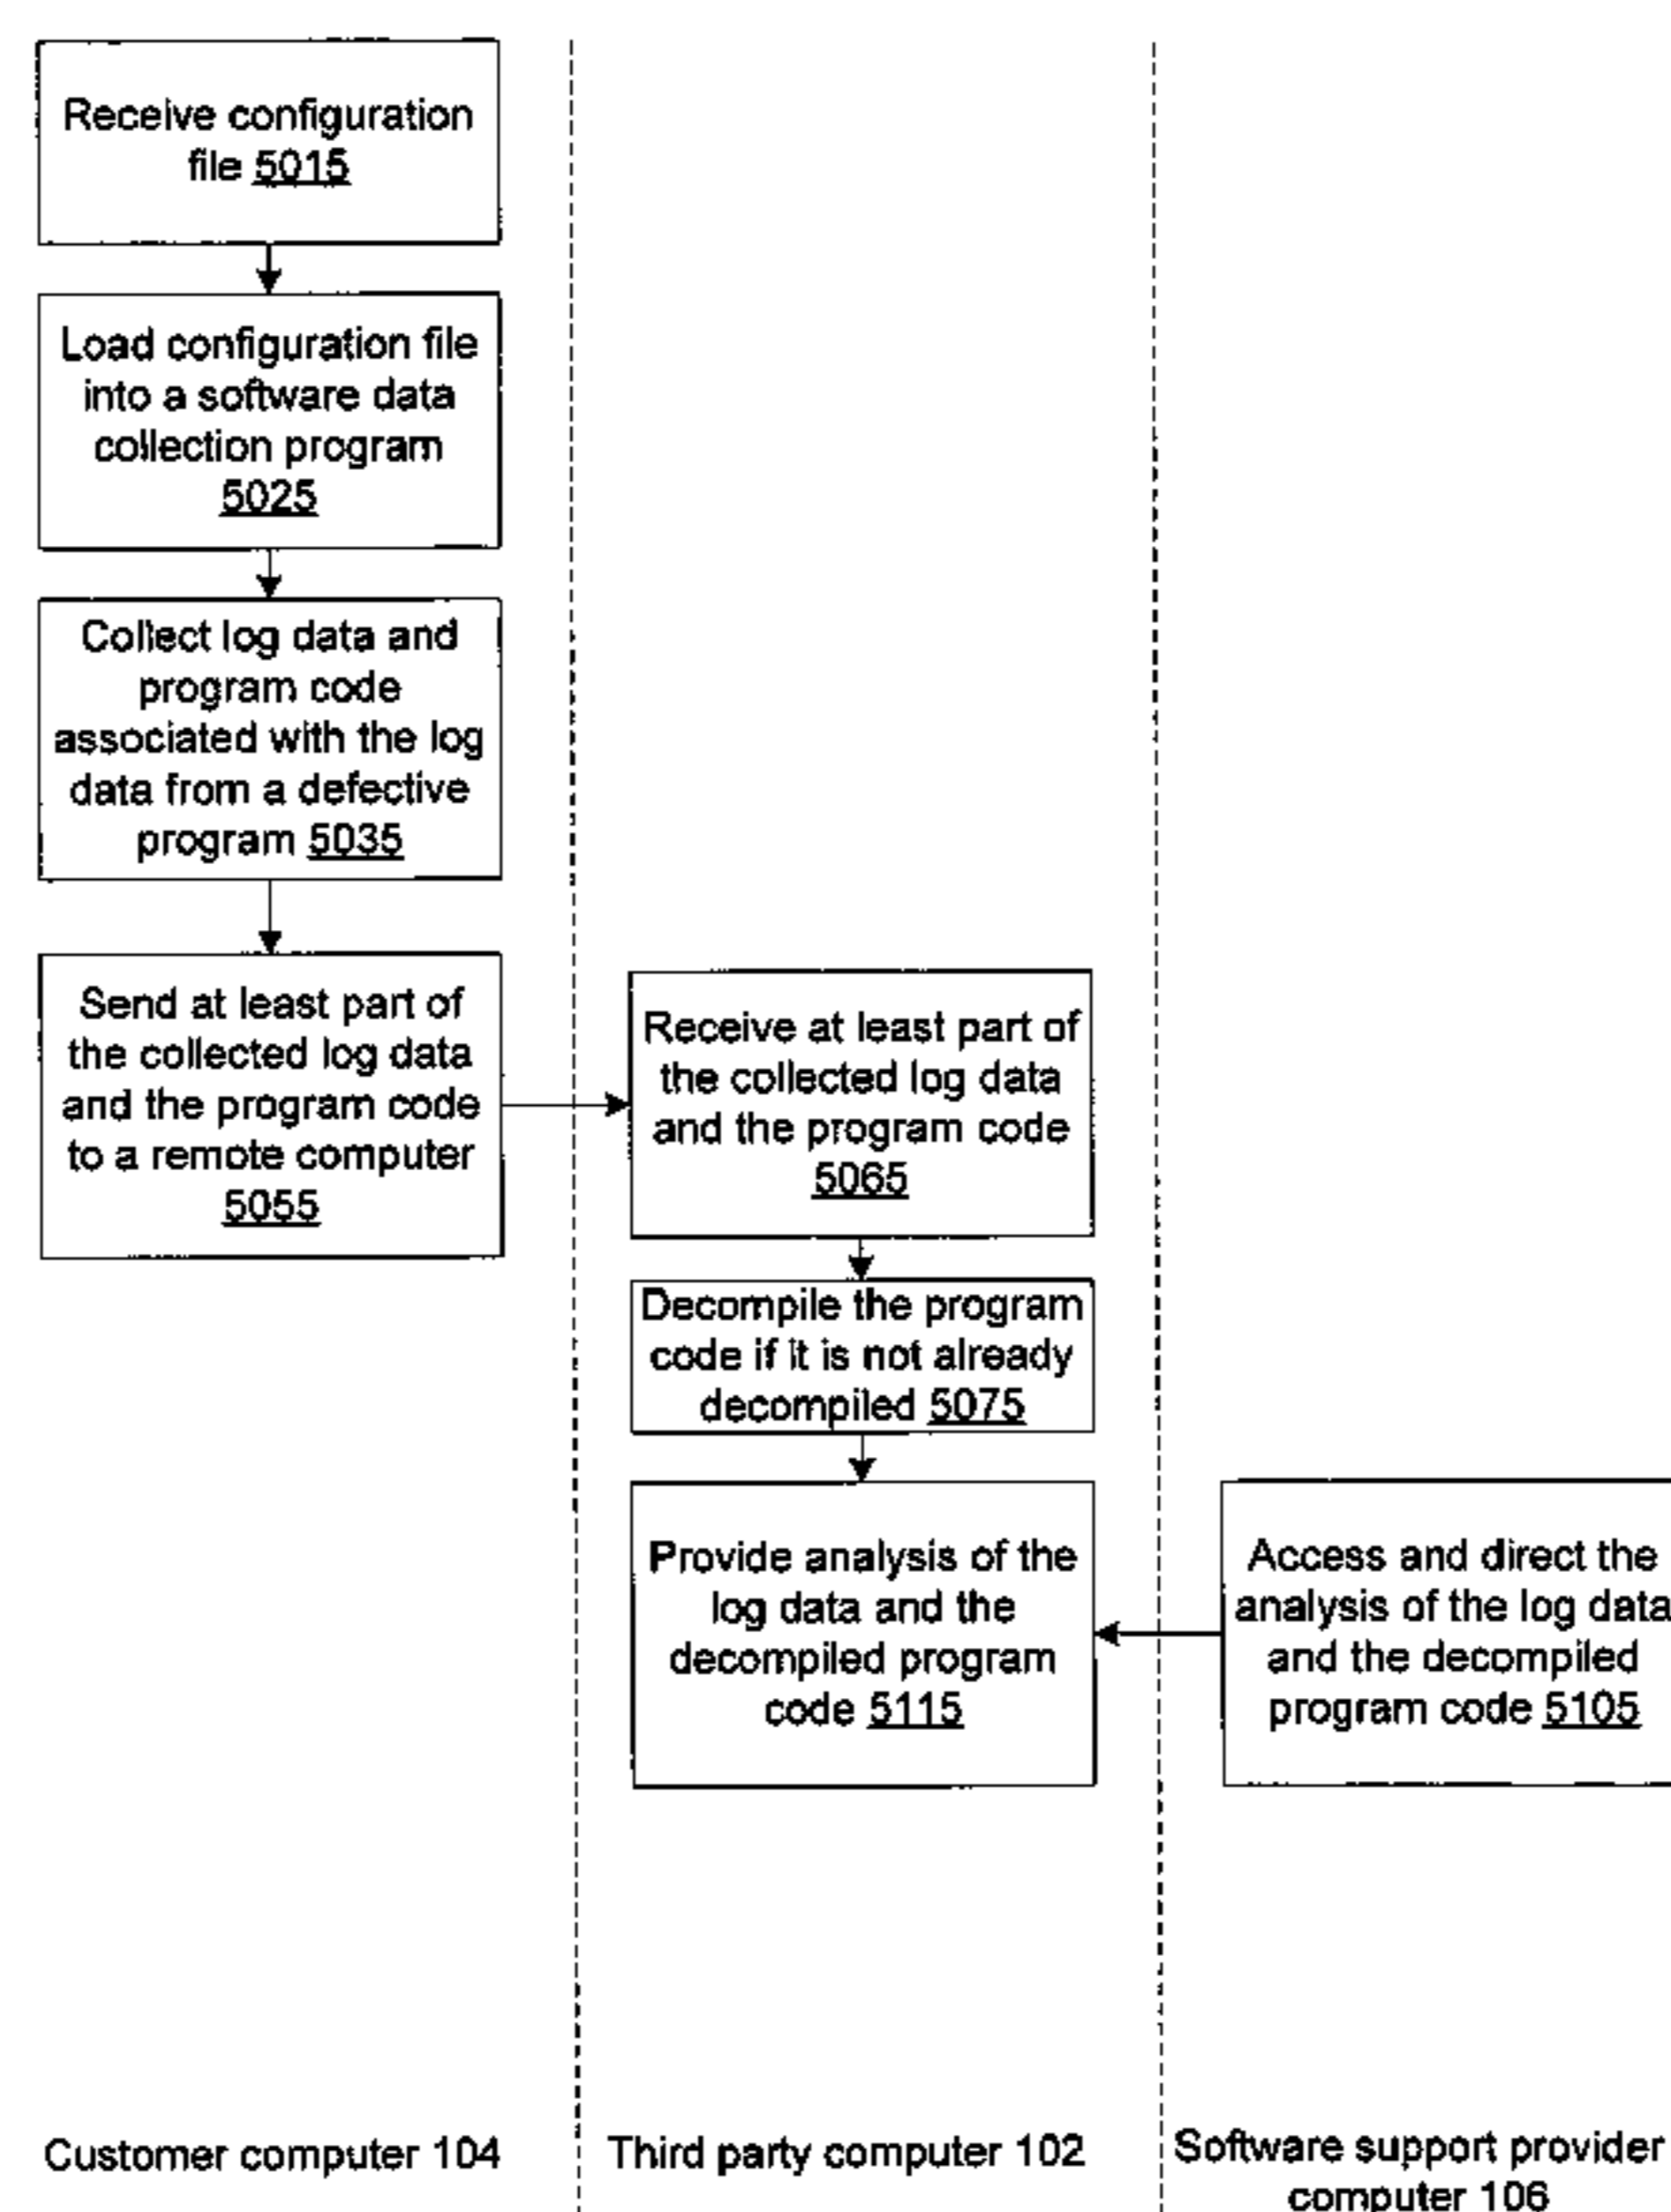 Receive configuration
file 5015
Load configuration file
into a software data
collection program
5025
Collect log data and
program code
associated with the log
data from a defective
program 5035
Send at least part of
the collected log data
and the program code
to a remote computer
5055
Receive at least part of
the collected log data
and the program code
5065
Decompile the program
code if it is not already
decompiled 5075
Provide analysis of the
log data and the
decompiled program
code 5115
Access and direct the
analysis of the log data
and the decompiled
program code 5105
Customer computer 104
Third party computer 102
Software support provider
computer 106